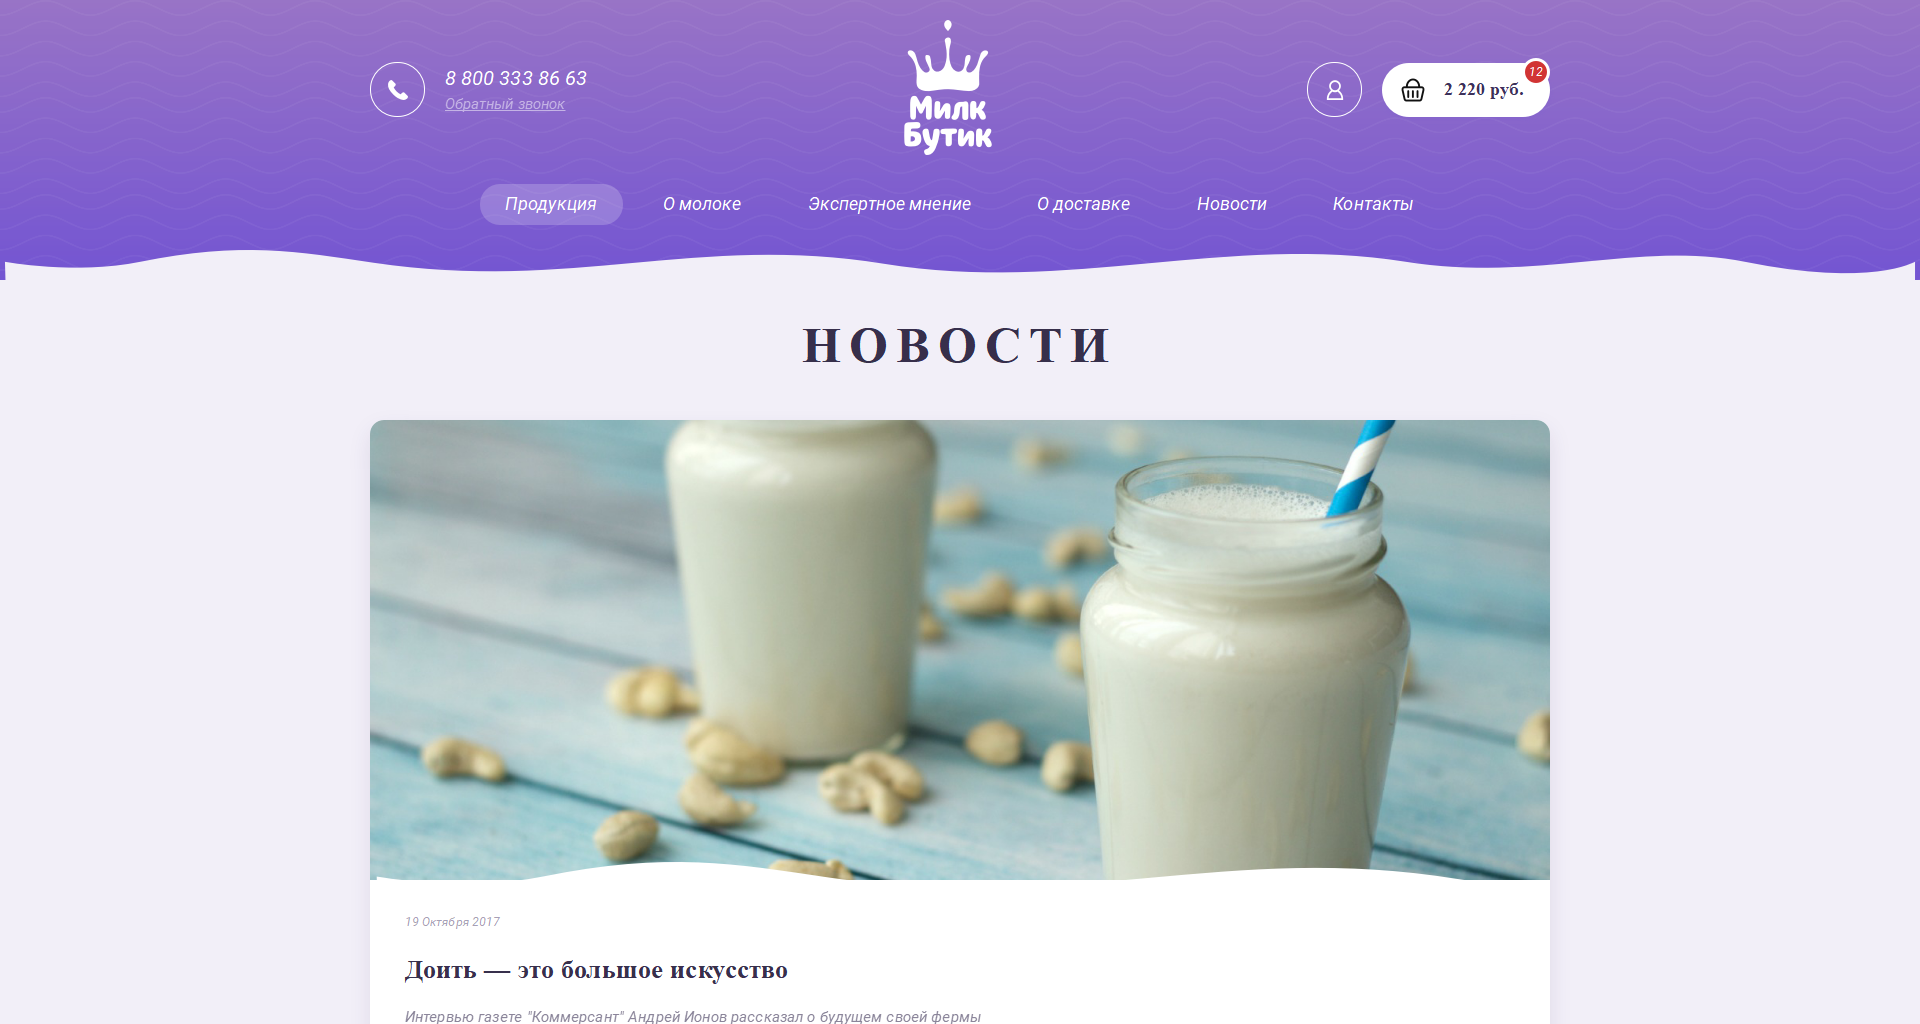 8 800 333 86 63
Обратный звонок
Милк
Бутик
12
2 220 руб.
Продукция О молоке Экспертное мнение О доставке Новости Контакты
НОВОСТИ
19 Октября 2017
Доить — это большое искусство
Интервью газете "Коммерсант" Андрей Ионов рассказал о будущем своей фермы